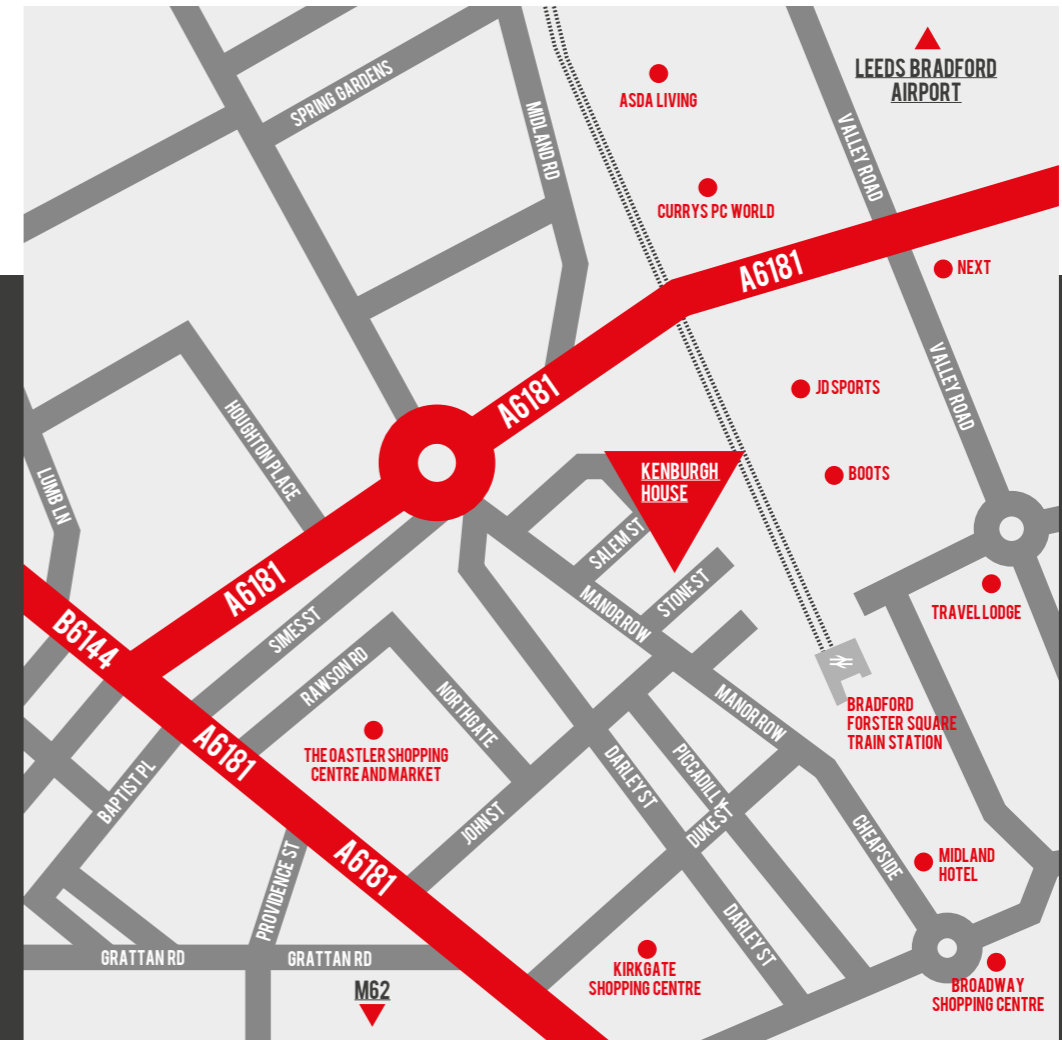 LEEDS BRADFORD
AIRPORT
SPRING GARDENS
ASDA LIVING
MIDLAND RD
VALLEY ROAD
CURRYS PC WORLD
A6181
NEXT
VALLEY ROAD
A6181
JD SPORTS
HOUGHTON PLACE
KENBURGH
HOUSE
BOOTS
LUMB LN
SALEM ST
A6181
STONE ST
MANOR ROW
TRAVEL LODGE
B6144
SIMES ST
RAWSON RD
NORTHGATE
MANOR ROW
BRADFORD
FORSTER SQUARE
TRAIN STATION
A6181
THE OASTLER SHOPPING
CENTRE AND MARKET
BAPTIST PL
DARLEY ST
PICCADILLY
JOHN ST
DUKE ST
CHEAPSIDE
A6181
MIDLAND
HOTEL
PROVIDENCE ST
DARLEY ST
GRATTAN RD
GRATTAN RD
KIRKGATE
SHOPPING CENTRE
M62
BROADWAY
SHOPPING CENTRE